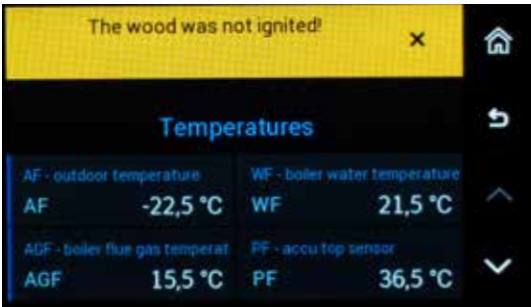 The wood was not ignited!
Temperatures
AF - outdoor temperature
WF - boiler water temperature
AF -22,5 °C
WF 21,5 °C
AGF - boiler flue gas temperat
PF - accu top sensor
AGF 15,5 °C
PF 36,5 °C